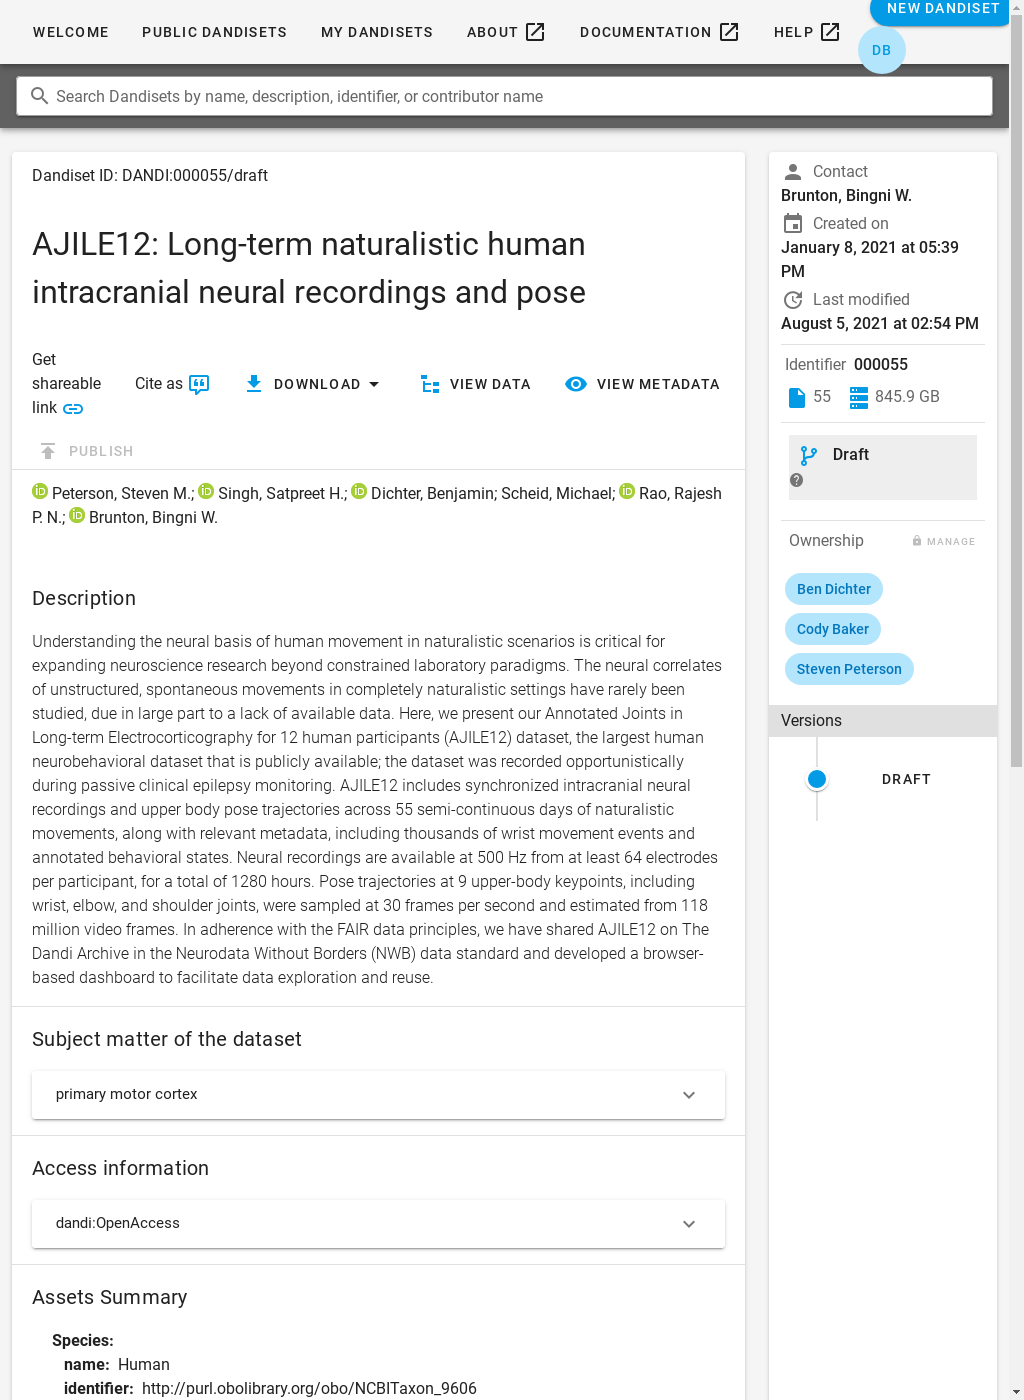 WELCOME PUBLIC DANDISETS MY DANDISETS ABOUT DOCUMENTATION HELP NEW DANDISET
DB
Search Dandisets by name, description, identifier, or contributor name
Dandiset ID: DANDI:000055/draft
AJILE12: Long-term naturalistic human
intracranial neural recordings and pose
Get
shareable
link
Cite as
DOWNLOAD
VIEW DATA
VIEW METADATA
PUBLISH
iD Peterson, Steven M.; iD Singh, Satpreet H.; iD Dichter, Benjamin; Scheid, Michael; iD Rao, Rajesh
P. N.; iD Brunton, Bingni W.
Description
Understanding the neural basis of human movement in naturalistic scenarios is critical for
expanding neuroscience research beyond constrained laboratory paradigms. The neural correlates
of unstructured, spontaneous movements in completely naturalistic settings have rarely been
studied, due in large part to a lack of available data. Here, we present our Annotated Joints in
Long-term Electrocorticography for 12 human participants (AJILE12) dataset, the largest human
neurobehavioral dataset that is publicly available; the dataset was recorded opportunistically
during passive clinical epilepsy monitoring. AJILE12 includes synchronized intracranial neural
recordings and upper body pose trajectories across 55 semi-continuous days of naturalistic
movements, along with relevant metadata, including thousands of wrist movement events and
annotated behavioral states. Neural recordings are available at 500 Hz from at least 64 electrodes
per participant, for a total of 1280 hours. Pose trajectories at 9 upper-body keypoints, including
wrist, elbow, and shoulder joints, were sampled at 30 frames per second and estimated from 118
million video frames. In adherence with the FAIR data principles, we have shared AJILE12 on The
Dandi Archive in the Neurodata Without Borders (NWB) data standard and developed a browser-
based dashboard to facilitate data exploration and reuse.
Subject matter of the dataset
primary motor cortex
Access information
dandi:OpenAccess
Assets Summary
Species:
name: Human
identifier: http://purl.obolibrary.org/obo/NCBITaxon_9606
Contact
Brunton, Bingni W.
Created on
January 8, 2021 at 05:39
PM
Last modified
August 5, 2021 at 02:54 PM
Identifier 000055
55 845.9 GB
Draft
?
Ownership MANAGE
Ben Dichter
Cody Baker
Steven Peterson
Versions
DRAFT